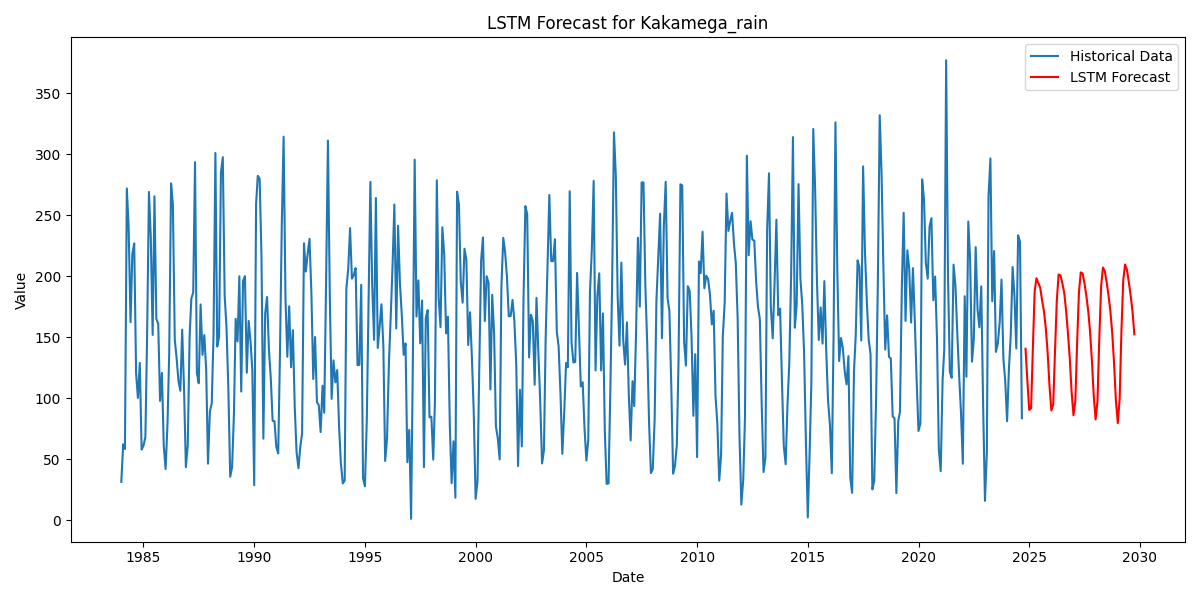 LSTM Forecast for Kakamega_rain
Historical Data
LSTM Forecast
Value
350
300
250
200
150
100
50
0
1985 1990 1995 2000 2005 2010 2015 2020 2025 2030
Date